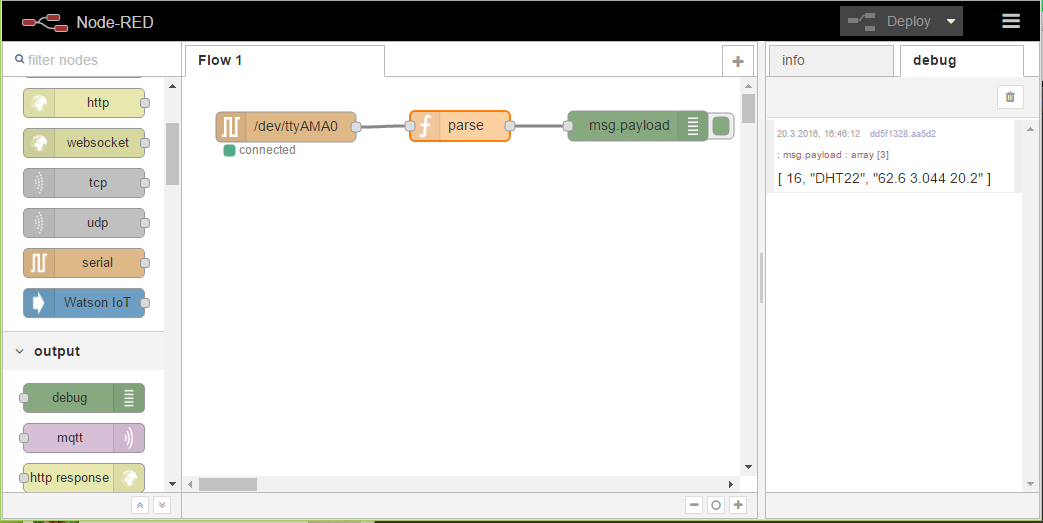 Node-RED
Deploy
filter nodes
http
websocket
tcp
udp
serial
Watson IoT
output
debug
mqtt
http response
Flow 1
/dev/ttyAMA0
connected
parse
msg.payload
info
debug
20.3.2016, 16:46:12 dd5f1328.aa5d2
: msg.payload : array [3]
[ 16, "DHT22", "62.6 3.044 20.2" ]